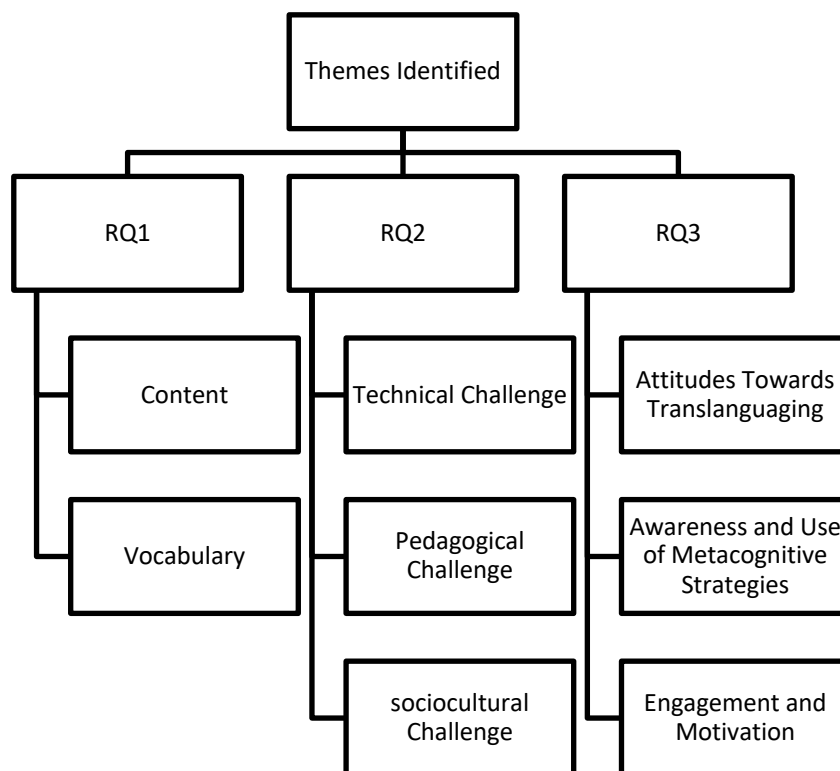 Themes Identified
RQ1
RQ2
RQ3
Content
Technical Challenge
Attitudes Towards
Translanguaging
Vocabulary
Pedagogical
Challenge
Awareness and Use
of Metacognitive
Strategies
sociocultural
Challenge
Engagement and
Motivation